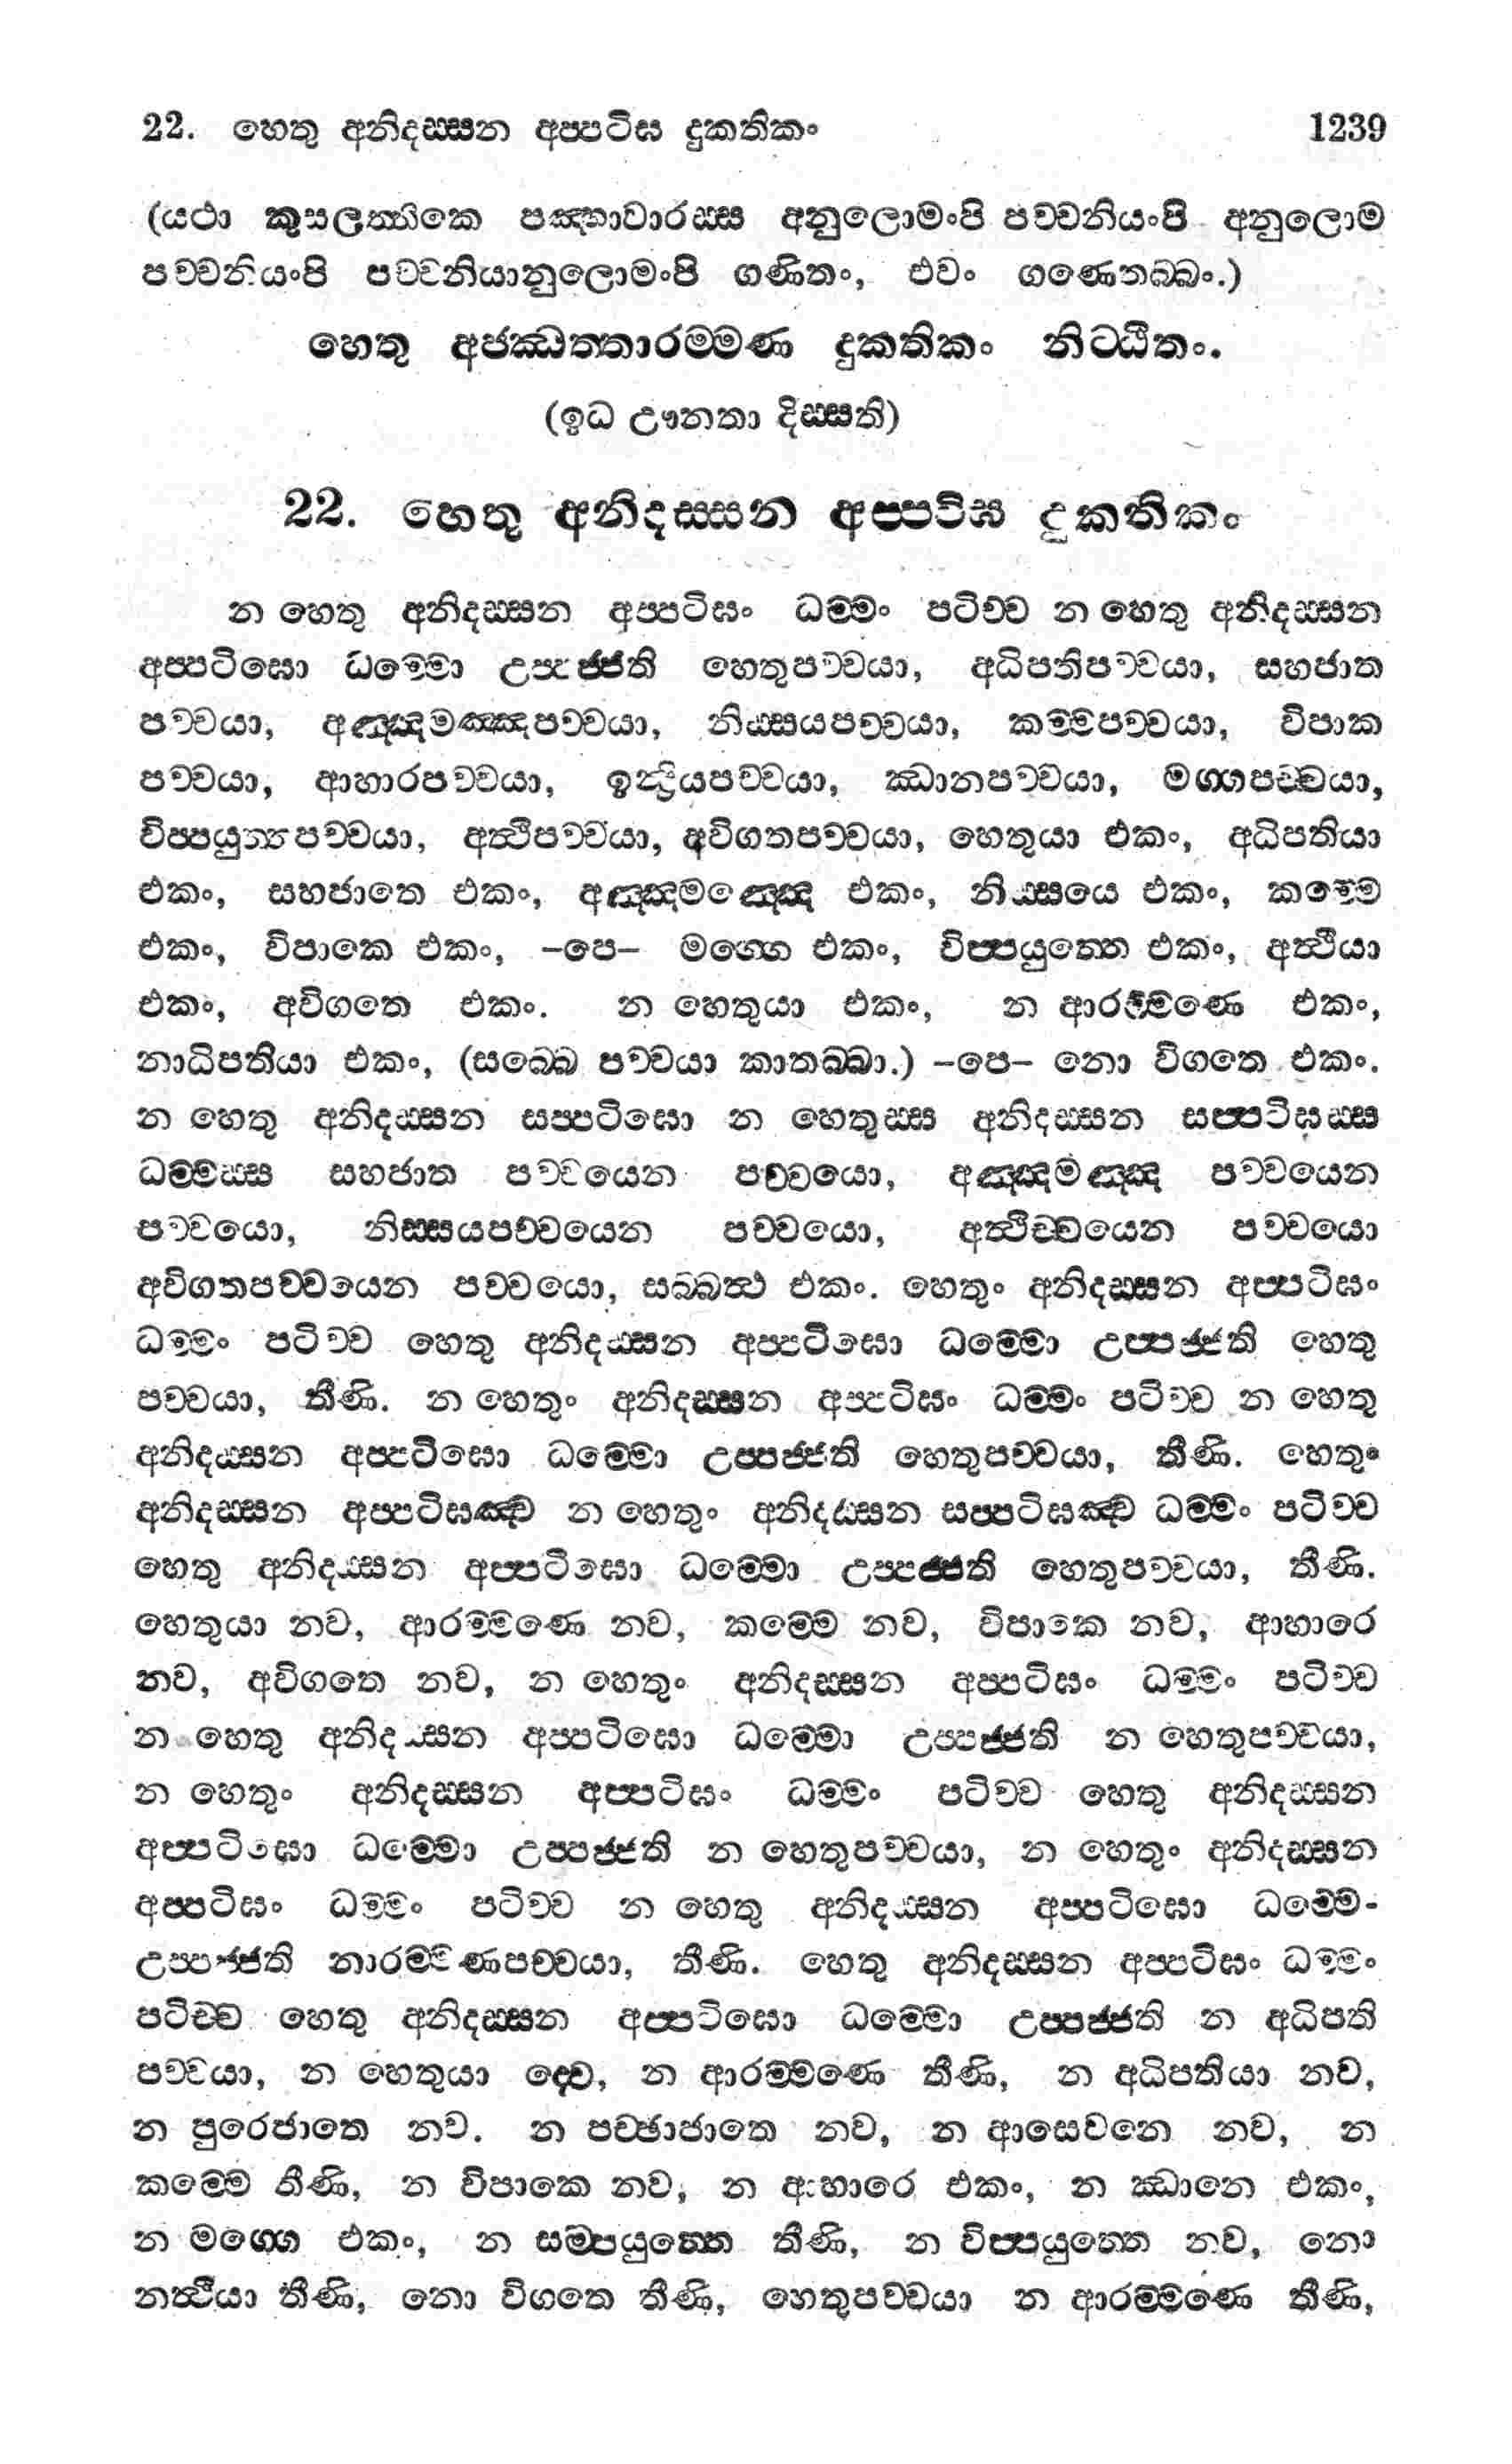 22. හෙතු අනිදස්සන අප්පටිඝ දුකතිකං 1239
(යථා කුසලත්තිකෙ පඤ්හාවාරස්ස අනුලොමංපි පච්චනියංපි අනුලොම
පච්චනියංපි පච්චනියානුලොමංපි ගණිතං, එවං ගණෙතබ්බං.)
හෙතු අජ්ඣත්තාරම්මණ දුකතිකං නිට්ඨිතං.
(ඉධ ඌනතා දිස්සති)
22. හෙතු අනිදස්සන අප්පටිඝ දුකතිකං
න හෙතු අනිදස්සන අප්පටිඝං ධම්මං පටිච්ච න හෙතු අනිදස්සන
අප්පටිඝො ධම්මො උප්පජ්ජති හෙතුපච්චයා, අධිපතිපච්චයා, සහජාත
පච්චයා, අඤ්ඤමඤ්ඤපච්චයා, නිස්සයපච්චයා, කම්මපච්චයා, විපාක
පච්චයා, ආහාරපච්චයා, ඉන්ද්‍රියපච්චයා, ඣානපච්චයා, මග්ගපච්චයා,
විප්පයුත්තපච්චයා, අත්ථිපච්චයා, අවිගතපච්චයා, හෙතුයා එකං, අධිපතියා
එකං, සහජාතෙ එකං, අඤ්ඤමඤ්ඤෙ එකං, නිස්සයෙ එකං, කම්මෙ
එකං, විපාකෙ එකං, –පෙ– මග්ගෙ එකං, විප්පයුත්තෙ එකං, අත්ථියා
එකං, අවිගතෙ එකං. න හෙතුයා එකං, න ආරම්මණෙ එකං,
නාධිපතියා එකං, (සබ්බෙ පච්චයා කාතබ්බා.) –පෙ– නො විගතෙ එකං.
න හෙතු අනිදස්සන සප්පටිඝො න හෙතුස්ස අනිදස්සන සප්පටිඝස්ස
ධම්මස්ස සහජාත පච්චයෙන පච්චයො, අඤ්ඤමඤ්ඤ පච්චයෙන
පච්චයො, නිස්සයපච්චයෙන පච්චයො, අත්ථිච්චයෙන පච්චයො
අවිගතපච්චයෙන පච්චයො, සබ්බත්ථ එකං. හෙතුං අනිදස්සන අප්පටිඝං
ධම්මං පටිච්ච හෙතු අනිදස්සන අප්පටිඝො ධම්මො උප්පජ්ජති හෙතු
පච්චයා, තීණි. න හෙතුං අනිදස්සන අප්පටිඝං ධම්මං පටිච්ච න හෙතු
අනිදස්සන අප්පටිඝො ධම්මො උප්පජ්ජති හෙතුපච්චයා, තීණි. හෙතුං
අනිදස්සන අප්පටිඝඤ්ච න හෙතුං අනිදස්සන සප්පටිඝඤ්ච ධම්මං පටිච්ච
හෙතු අනිදස්සන අප්පටිඝො ධම්මො උප්පජ්ජති හෙතුපච්චයා, තීණි.
හෙතුයා නව, ආරම්මණෙ නව, කම්මෙ නව, විපාකෙ නව, ආහාරෙ
නව, අවිගතෙ නව, න හෙතුං අනිදස්සන අප්පටිඝං ධම්මං පටිච්ච
න හෙතු අනිදස්සන අප්පටිඝො ධම්මො උප්පජ්ජති න හෙතුපච්චයා,
න හෙතුං අනිදස්සන අප්පටිඝං ධම්මං පටිච්ච හෙතු අනිදස්සන
අප්පටිඝො ධම්මො උප්පජ්ජති න හෙතුපච්චයා, න හෙතුං අනිදස්සන
අප්පටිඝං ධම්මං පටිච්ච න හෙතු අනිදස්සන අප්පටිඝො ධම්මෙ-
උප්පජ්ජති නාරම්මණපච්චයා, තීණි. හෙතු අනිදස්සන අප්පටිඝං ධම්මං
පටිච්ච හෙතු අනිදස්සන අප්පටිඝො ධම්මො උප්පජ්ජති න අධිපති
පච්චයා, න හෙතුයා ද්වෙ, න ආරම්මණෙ තීණි, න අධිපතියා නව,
න පුරෙජාතෙ නව. න පච්ඡාජාතෙ නව, න ආසෙවනෙ නව, න
කම්මෙ තීණි, න විපාකෙ නව, න ආහාරෙ එකං, න ඣානෙ එකං,
න මග්ගෙ එකං, න සම්පයුත්තෙ තීණි, න විප්පයුත්තෙ නව, නො
නත්ථියා තීණි, නො විගතෙ තීණි, හෙතුපච්චයා න ආරම්මණෙ තීණි,